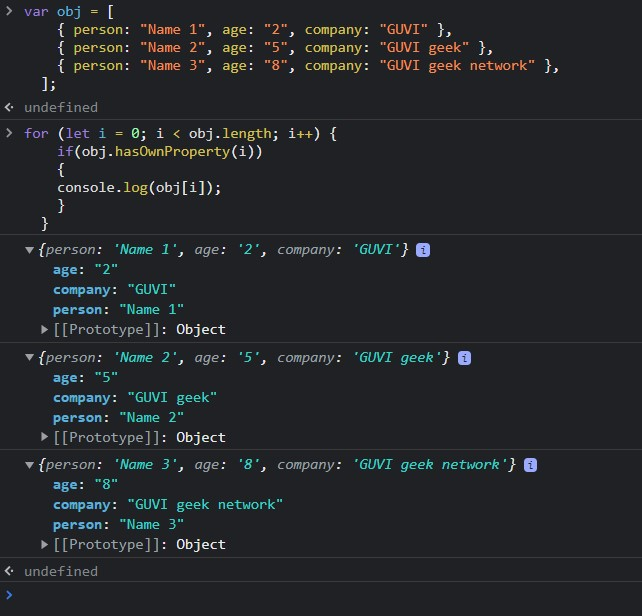 > var obj = [
{ person: "Name 1", age: "2", company: "GUVI" },
{ person: "Name 2", age: "5", company: "GUVI geek" },
{ person: "Name 3", age: "8", company: "GUVI geek network" },
];
undefined
> for (let i = 0; i < obj.length; i++) {
if(obj.hasOwnProperty(i))
{
console.log(obj[i]);
}
}
▼{person: 'Name 1', age: '2', company: 'GUVI'} i
age: "2"
company: "GUVI"
person: "Name 1"
▶[[Prototype]]: Object
▼{person: 'Name 2', age: '5', company: 'GUVI geek'} i
age: "5"
company: "GUVI geek"
person: "Name 2"
▶[[Prototype]]: Object
▼{person: 'Name 3', age: '8', company: 'GUVI geek network'} i
age: "8"
company: "GUVI geek network"
person: "Name 3"
▶[[Prototype]]: Object
undefined
>